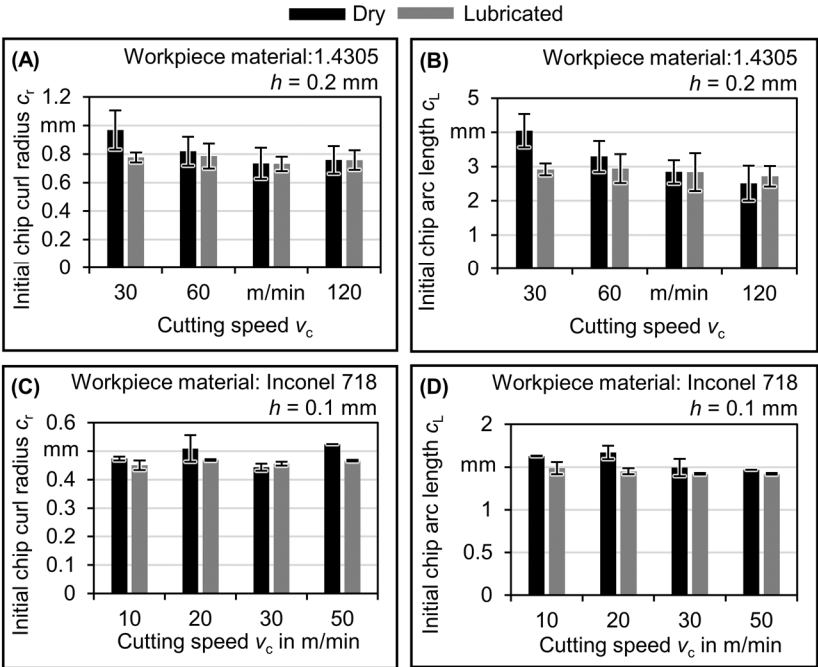 Dry Lubricated
(A) Workpiece material:1.4305
h = 0.2 mm
Initial chip curl radius cr
1.2
mm
0.8
0.6
0.4
0.2
0
30 60 m/min 120
Cutting speed vc
(B) Workpiece material:1.4305
h = 0.2 mm
Initial chip arc length cL
5
mm
3
2
1
0
30 60 m/min 120
Cutting speed vc
(C) Workpiece material: Inconel 718
h = 0.1 mm
Initial chip curl radius cr
0.6
mm
0.4
0.3
0.2
0.1
0
10 20 30 50
Cutting speed vc in m/min
(D) Workpiece material: Inconel 718
h = 0.1 mm
Initial chip arc length cL
2
mm
1
0.5
0
10 20 30 50
Cutting speed vc in m/min